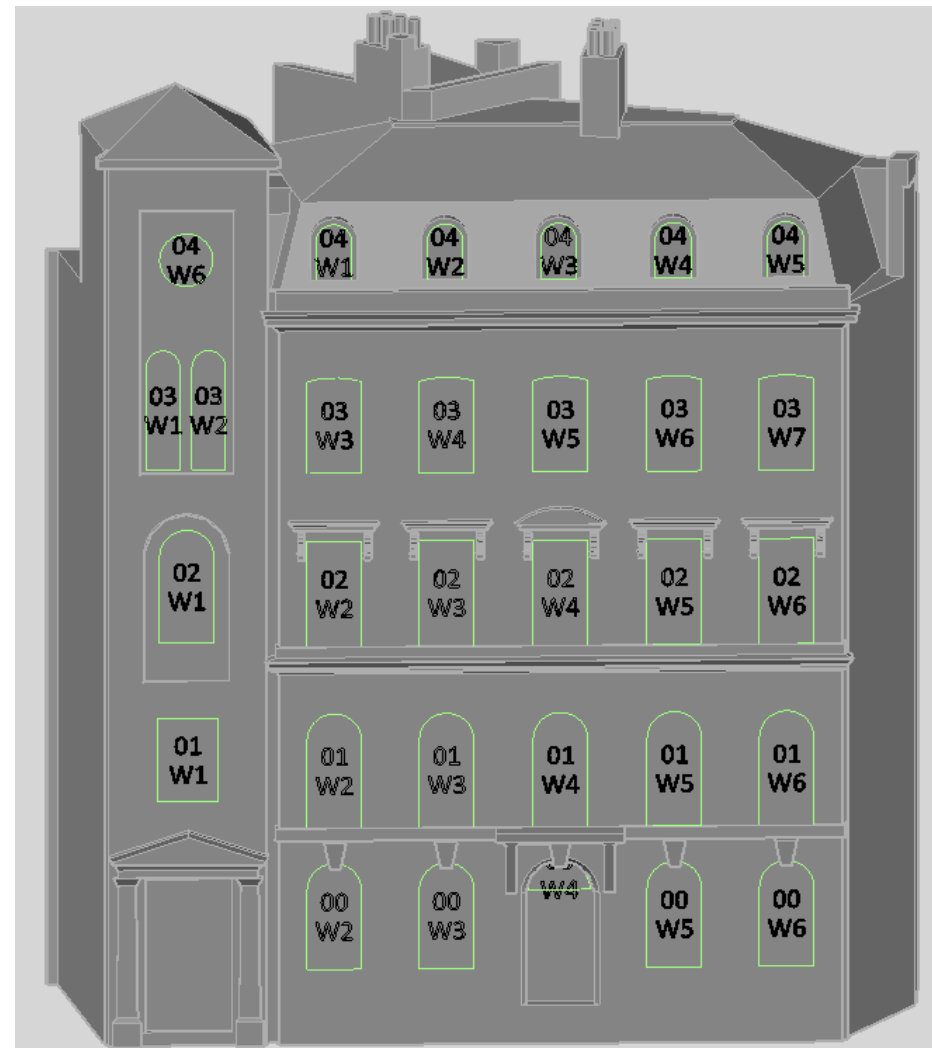 04 04 04 04 04 04
W6 W1 W2 W3 W4 W5
03 03 03 03 03 03 03
W1 W2 W3 W4 W5 W6 W7
02 02 02 02 02 02
W1 W2 W3 W4 W5 W6
01 01 01 01 01 01
W1 W2 W3 W4 W5 W6
00 00 W4 00 00
W2 W3 W5 W6